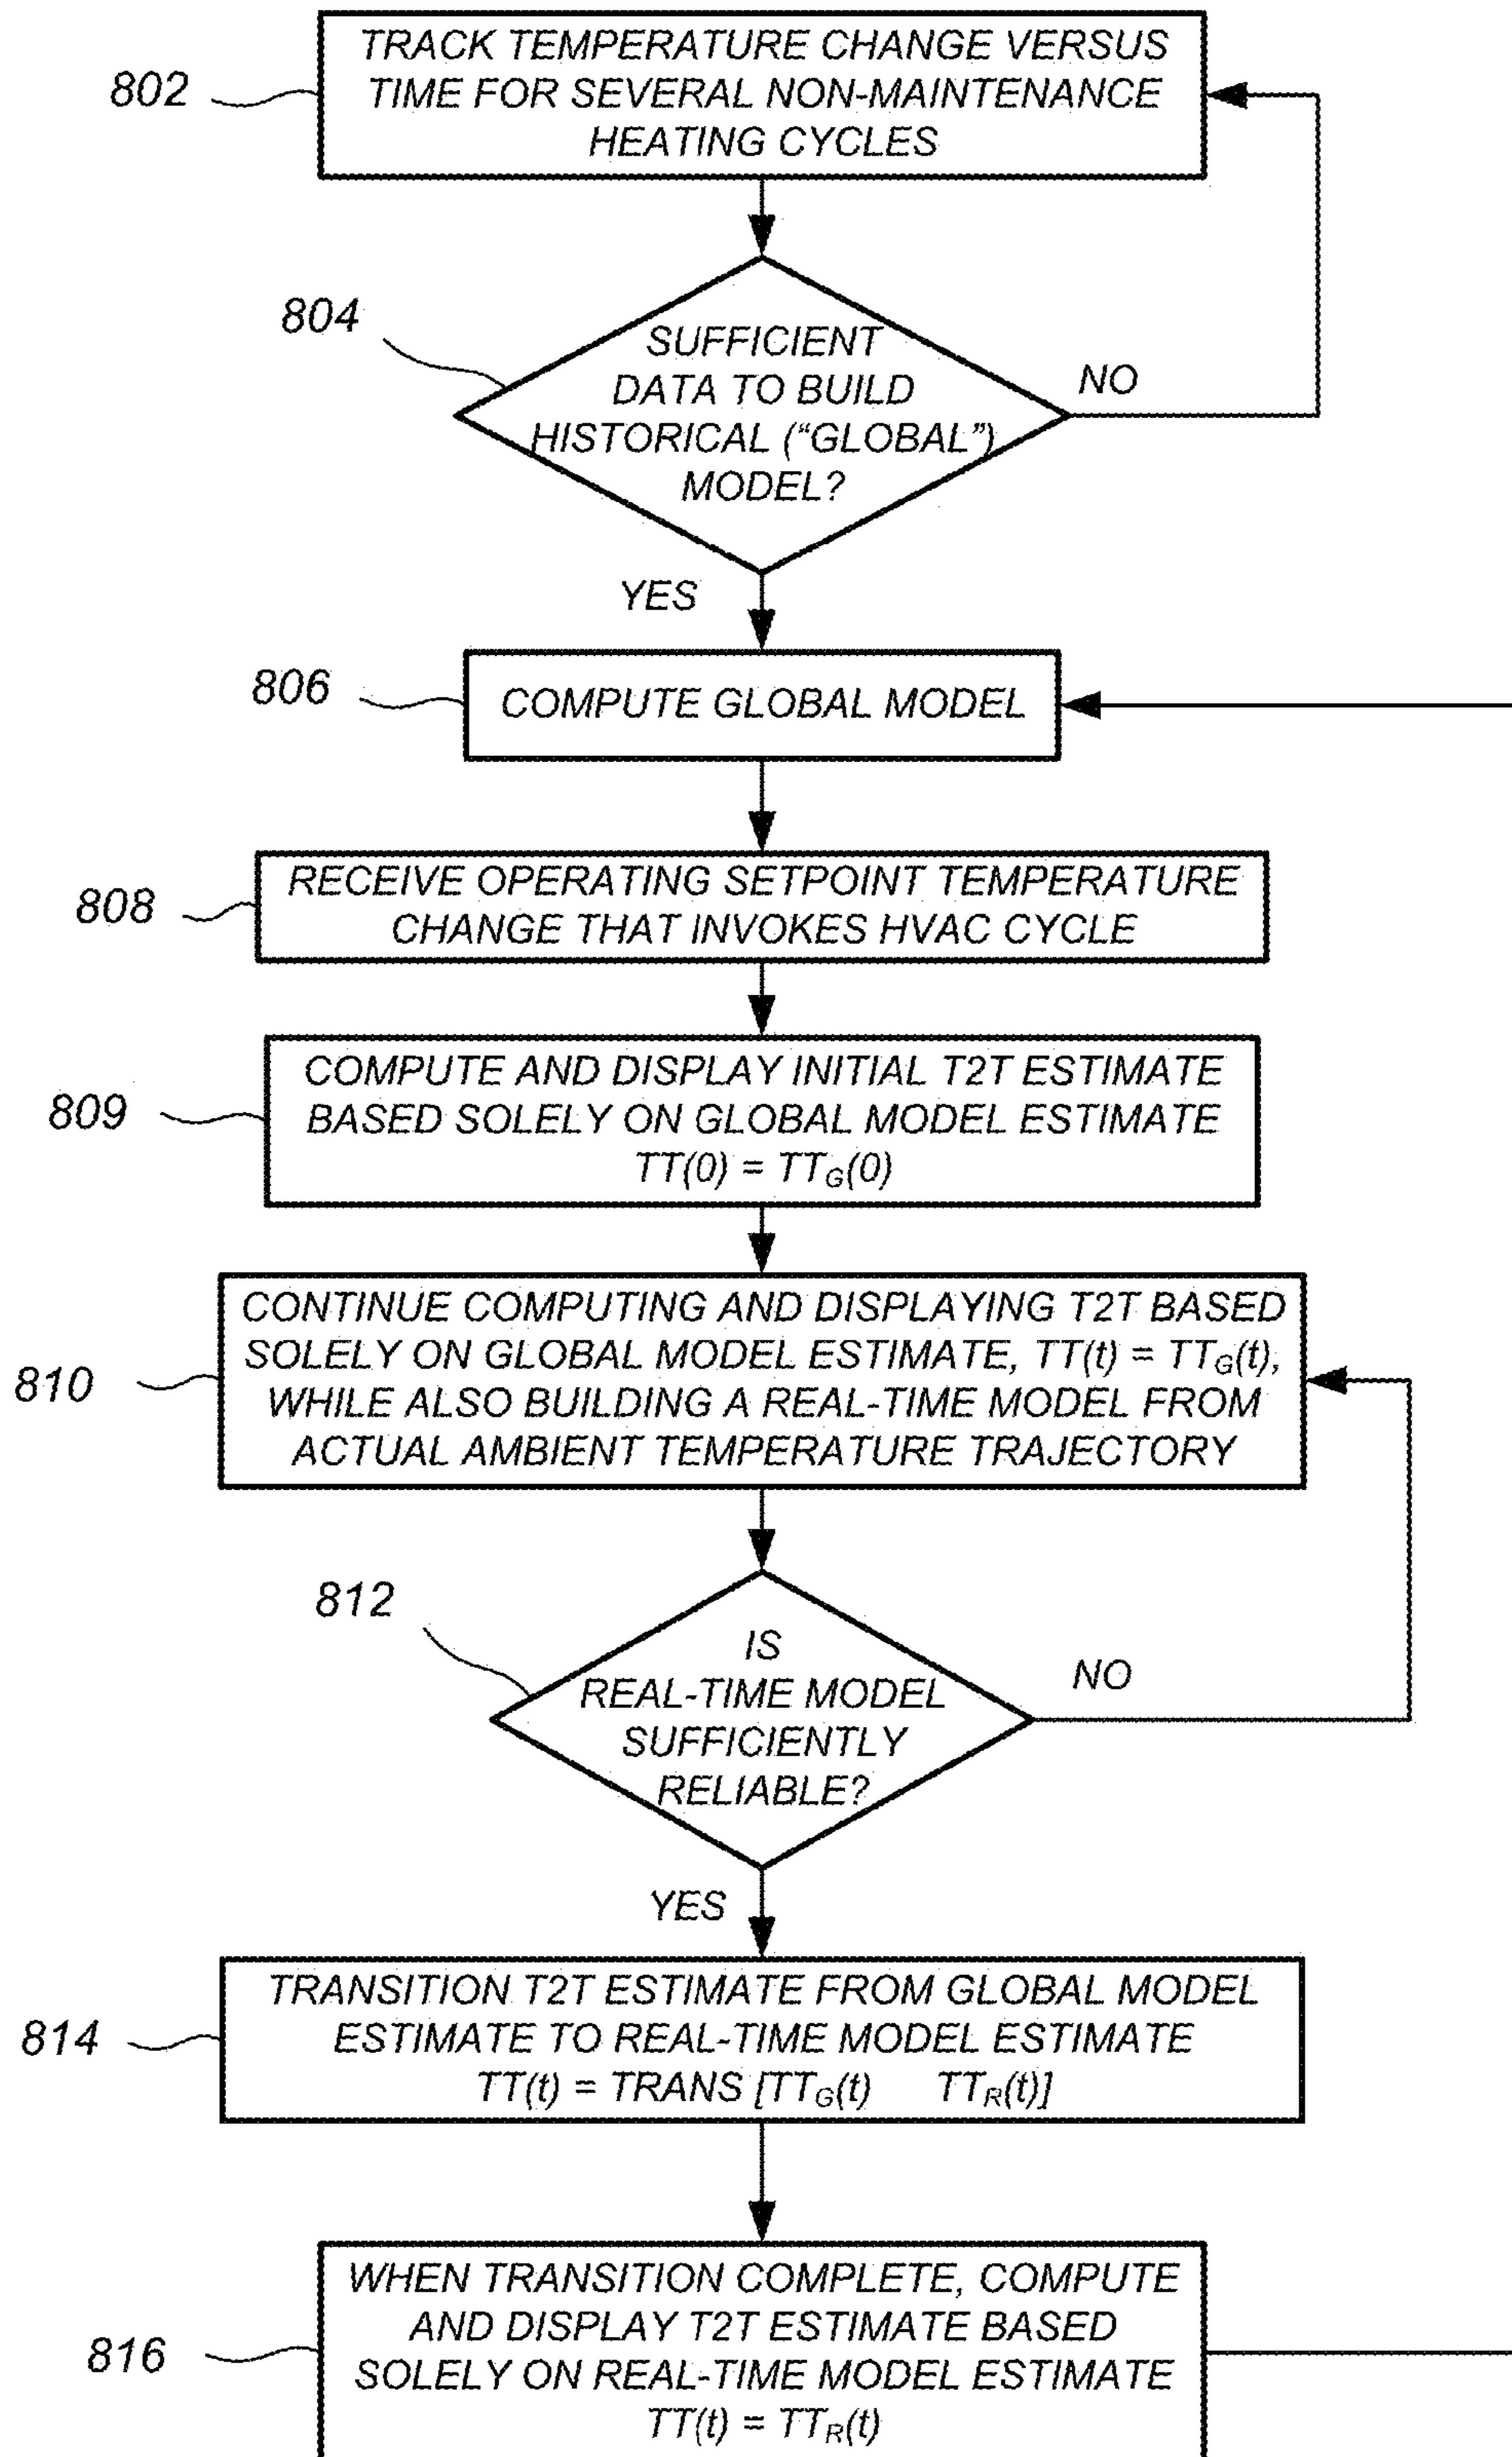 802
TRACK TEMPERATURE CHANGE VERSUS
TIME FOR SEVERAL NON-MAINTENANCE
HEATING CYCLES
804
SUFFICIENT
DATA TO BUILD
HISTORICAL (“GLOBAL”)
MODEL?
NO
YES
806
COMPUTE GLOBAL MODEL
808
RECEIVE OPERATING SETPOINT TEMPERATURE
CHANGE THAT INVOKES HVAC CYCLE
809
COMPUTE AND DISPLAY INITIAL T2T ESTIMATE
BASED SOLELY ON GLOBAL MODEL ESTIMATE
TT(0) = TTG(0)
810
CONTINUE COMPUTING AND DISPLAYING T2T BASED
SOLELY ON GLOBAL MODEL ESTIMATE, TT(t) = TTG(t),
WHILE ALSO BUILDING A REAL-TIME MODEL FROM
ACTUAL AMBIENT TEMPERATURE TRAJECTORY
812
IS
REAL-TIME MODEL
SUFFICIENTLY
RELIABLE?
NO
YES
814
TRANSITION T2T ESTIMATE FROM GLOBAL MODEL
ESTIMATE TO REAL-TIME MODEL ESTIMATE
TT(t) = TRANS [TTG(t) TTR(t)]
816
WHEN TRANSITION COMPLETE, COMPUTE
AND DISPLAY T2T ESTIMATE BASED
SOLELY ON REAL-TIME MODEL ESTIMATE
TT(t) = TTR(t)